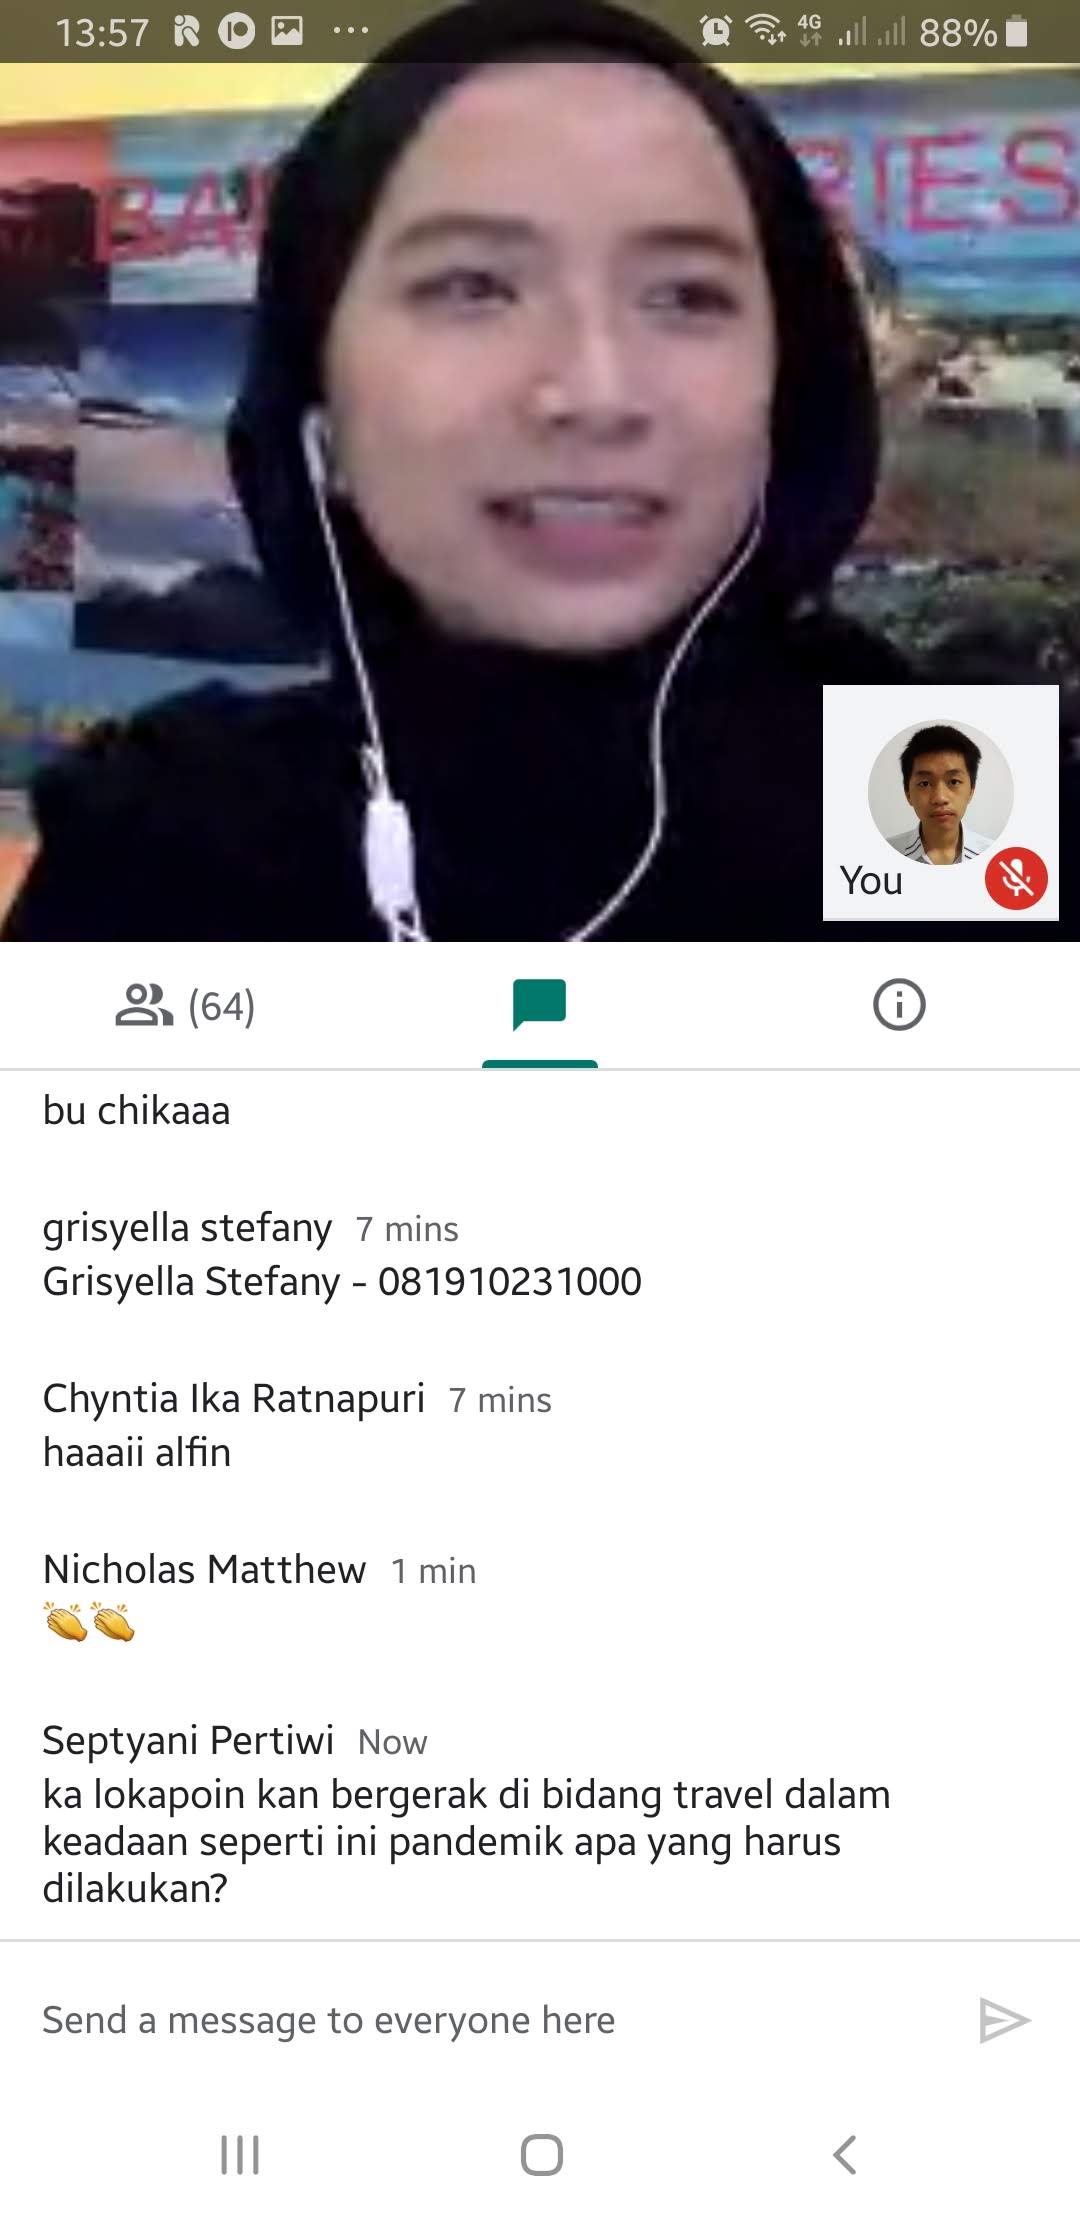 13:57
4G
88%
BA
RIES
You
(64)
bu chikaaa
grisyella stefany 7 mins
Grisyella Stefany - 081910231000
Chyntia Ika Ratnapuri 7 mins
haaaii alfin
Nicholas Matthew 1 min
👏👏
Septyani Pertiwi Now
ka lokapoin kan bergerak di bidang travel dalam
keadaan seperti ini pandemik apa yang harus
dilakukan?
Send a message to everyone here